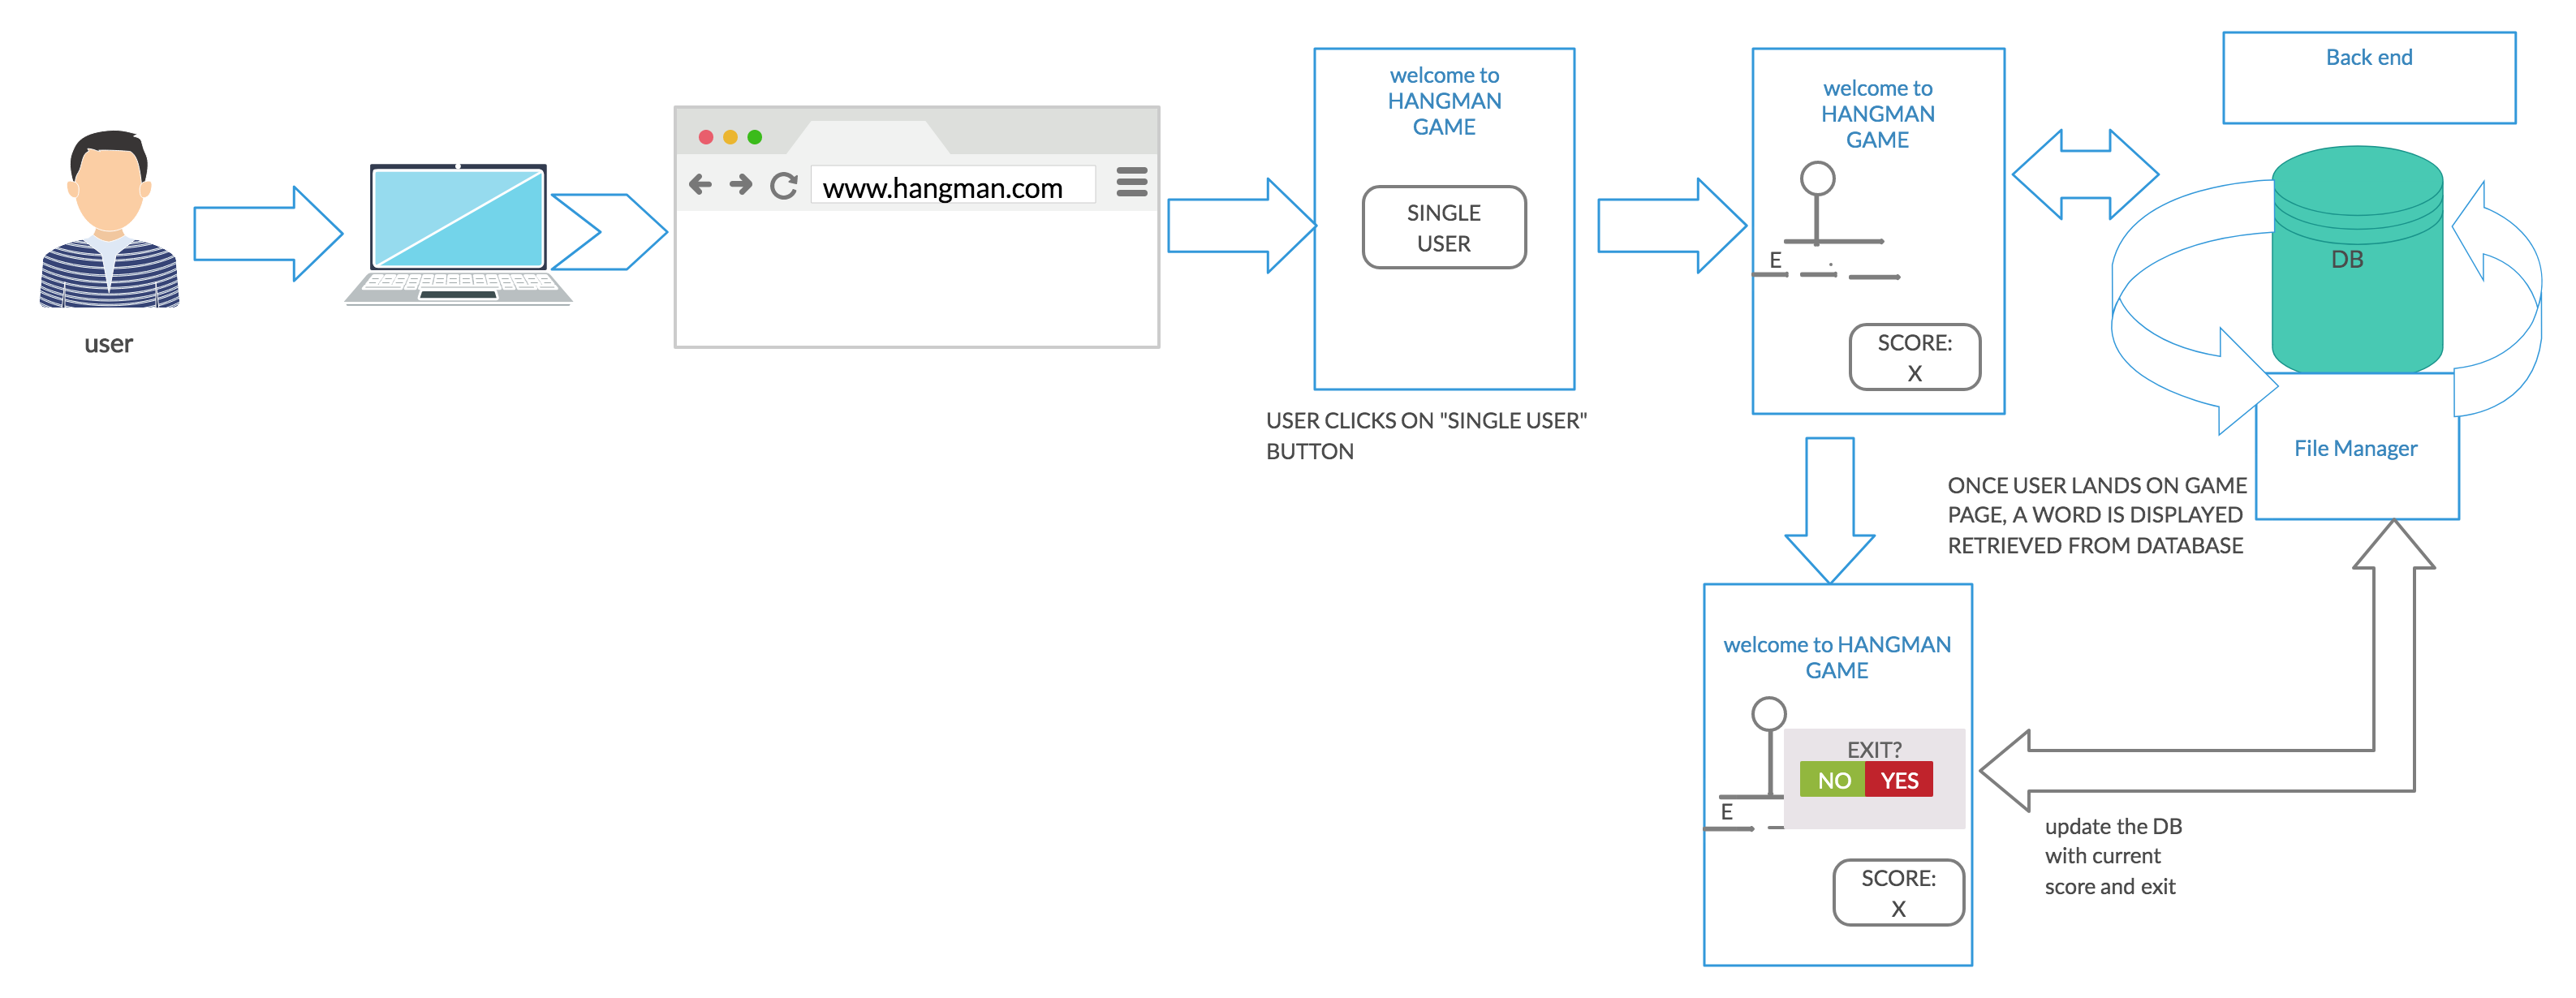 user
www.hangman.com
welcome to
HANGMAN
GAME
SINGLE
USER
USER CLICKS ON "SINGLE USER"
BUTTON
welcome to
HANGMAN
GAME
E
SCORE:
X
Back end
DB
File Manager
ONCE USER LANDS ON GAME
PAGE, A WORD IS DISPLAYED
RETRIEVED FROM DATABASE
welcome to HANGMAN
GAME
EXIT?
NO YES
E
SCORE:
X
update the DB
with current
score and exit